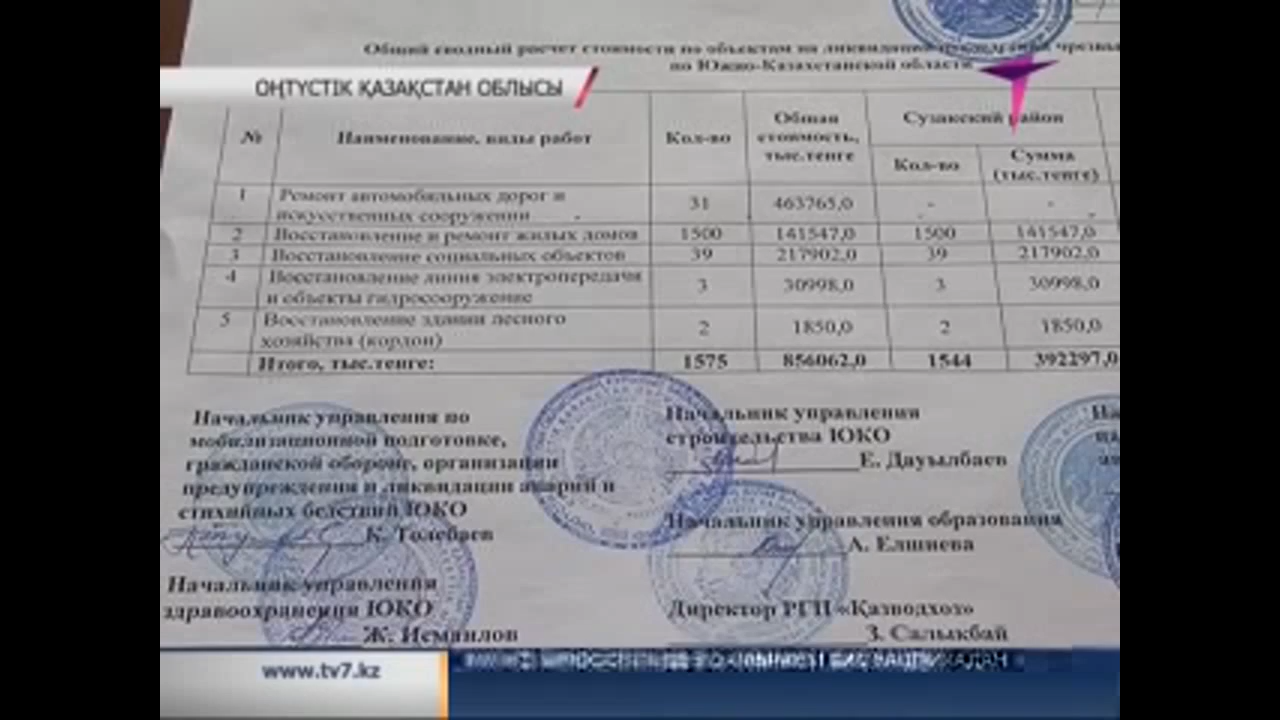 Общий сводный расчет стоимости по объектам на ликвидацию
по Южно-Казахстанской области
ОҢТҮСТІК ҚАЗАҚСТАН ОБЛЫСЫ
№ Наименование, виды работ Кол-во Общая стоимость, тыс.тенге Сузакский район
Кол-во Сумма (тыс.тенге)
1 Ремонт автомобильных дорог и
искусственных сооружении 31 463765,0 - -
2 Восстановление и ремонт жилых домов 1500 141547,0 1500 141547,0
3 Восстановление социальных объектов 39 217902,0 39 217902,0
4 Восстановление линия электропередачи
и объекты гидросооружение 3 30998,0 3 30998,0
5 Восстановление здании лесного
хозяйства (кордон) 2 1850,0 2 1850,0
Итого, тыс.тенге: 1575 856062,0 1544 392297,0
Начальник управления по
мобилизационной подготовке,
гражданской обороне, организации
предупреждения и ликвидации аварий и
стихийных бедствий ЮКО
К. Толебаев
Начальник управления
здравоохранения ЮКО
Ж. Исмаилов
Начальник управления
строительства ЮКО
Е. Дауылбаев
Начальник управления образования
А. Елшиева
Директор РГП «Қазводхоз»
З. Салыкбай
www.tv7.kz